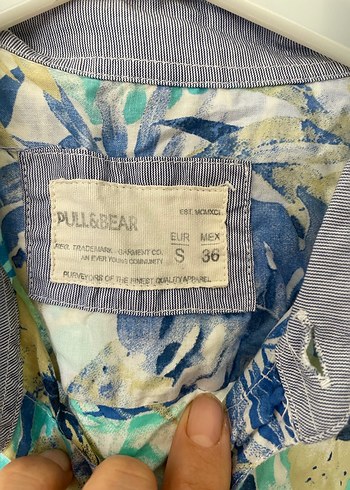 PULL&BEAR
EST. MCMXCI
REG. TRADEMARK - GARMENT CO.
AN EVER YOUNG COMMUNITY
EUR MEX
S 36
PURVEYORS OF THE FINEST QUALITY APPAREL